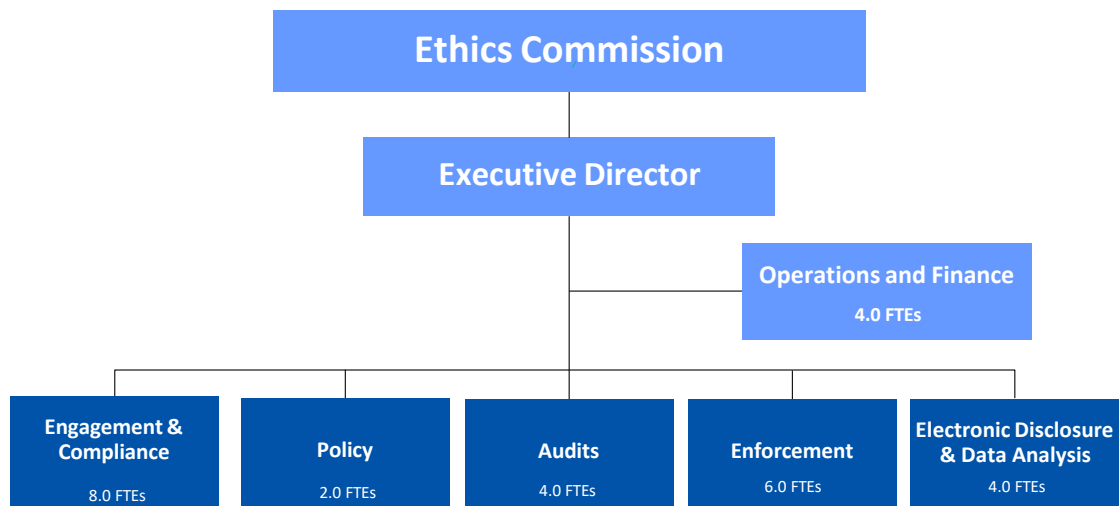 Ethics Commission
Executive Director
Operations and Finance
4.0 FTEs
Engagement &
Compliance
8.0 FTEs
Policy
2.0 FTEs
Audits
4.0 FTEs
Enforcement
6.0 FTEs
Electronic Disclosure
& Data Analysis
4.0 FTEs